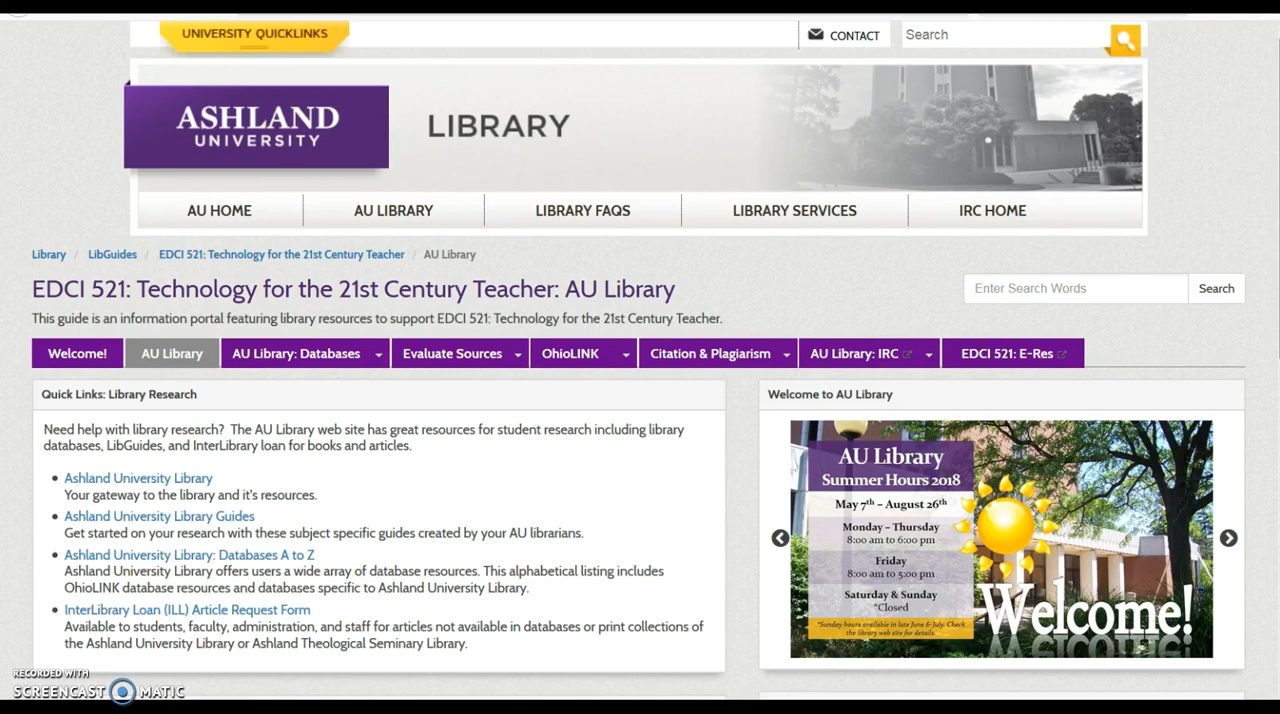 UNIVERSITY QUICKLINKS
CONTACT
Search
ASHLAND
UNIVERSITY
LIBRARY
AU HOME
AU LIBRARY
LIBRARY FAQS
LIBRARY SERVICES
IRC HOME
Library / LibGuides / EDCI 521: Technology for the 21st Century Teacher / AU Library
EDCI 521: Technology for the 21st Century Teacher: AU Library
Enter Search Words
Search
This guide is an information portal featuring library resources to support EDCI 521: Technology for the 21st Century Teacher.
Welcome!
AU Library
AU Library: Databases
Evaluate Sources
OhioLINK
Citation & Plagiarism
AU Library: IRC
EDCI 521: E-Res
Quick Links: Library Research
Need help with library research? The AU Library web site has great resources for student research including library
databases, LibGuides, and InterLibrary loan for books and articles.
Ashland University Library
Your gateway to the library and it's resources.
Ashland University Library Guides
Get started on your research with these subject specific guides created by your AU librarians.
Ashland University Library: Databases A to Z
Ashland University Library offers users a wide array of database resources. This alphabetical listing includes
OhioLINK database resources and databases specific to Ashland University Library.
InterLibrary Loan (ILL) Article Request Form
Available to students, faculty, administration, and staff for articles not available in databases or print collections of
the Ashland University Library or Ashland Theological Seminary Library.
Welcome to AU Library
AU Library
Summer Hours 2018
May 7th – August 26th
Monday – Thursday
8:00 am to 6:00 pm
Friday
8:00 am to 5:00 pm
Saturday & Sunday
*Closed
*Sunday hours available in late June & July. Check
the library web site for details.
Welcome!
RECORDED WITH
SCREENCAST MATIC